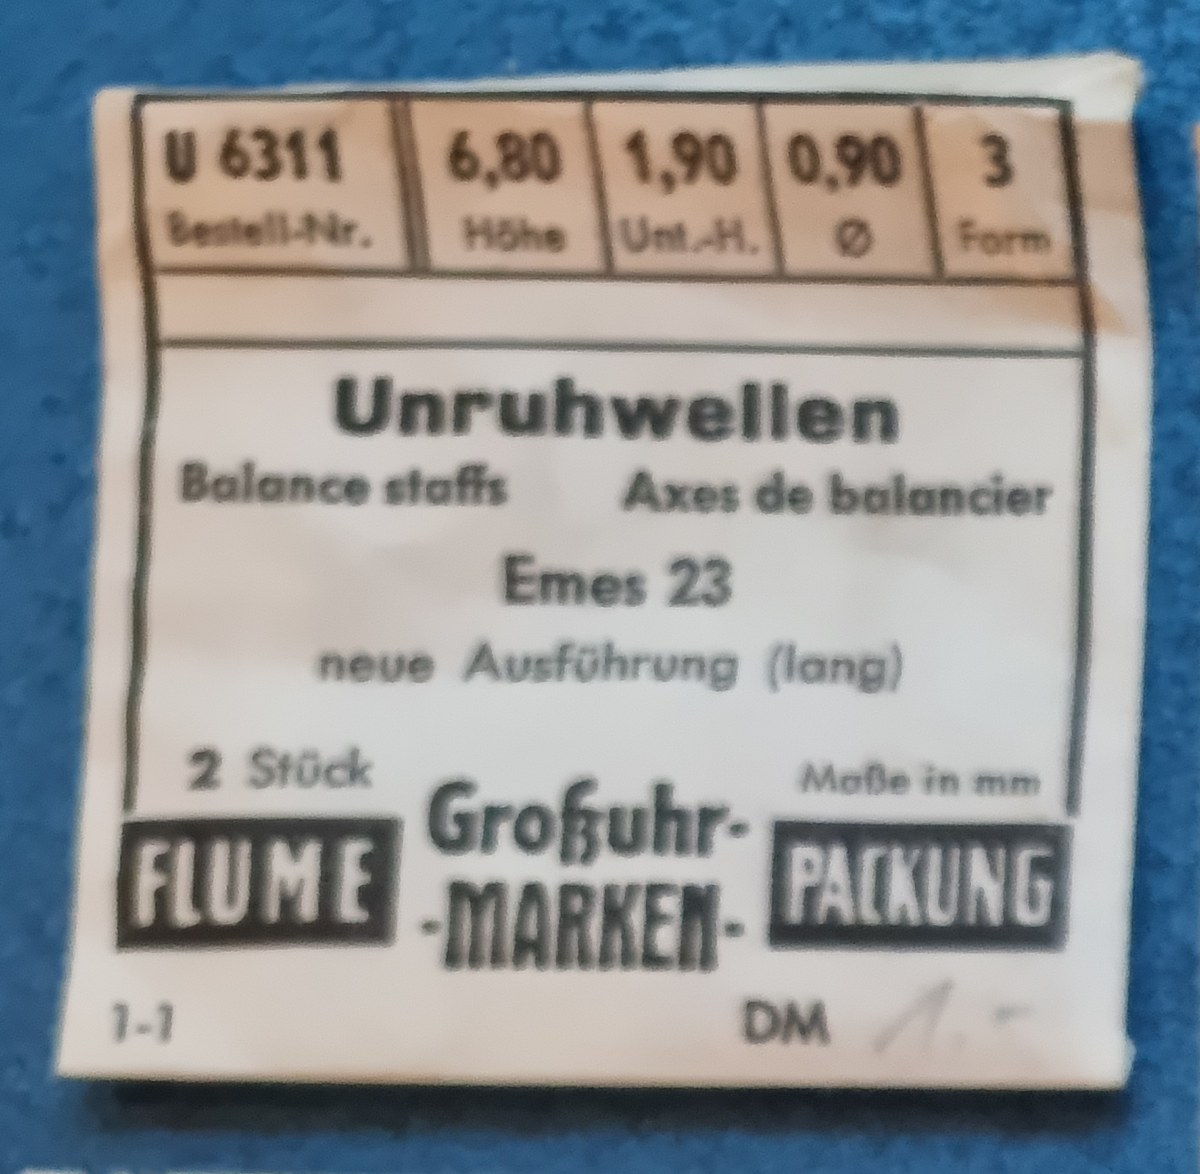 U 6311 6,80 1,90 0,90 3
Bestell-Nr. Höhe Unt.-H. Ø Form
Unruhwellen
Balance staffs Axes de balancier
Emes 23
neue Ausführung (lang)
2 Stück Maße in mm
FLUME Großuhr- PACKUNG
-MARKEN-
1-1 DM 1.-